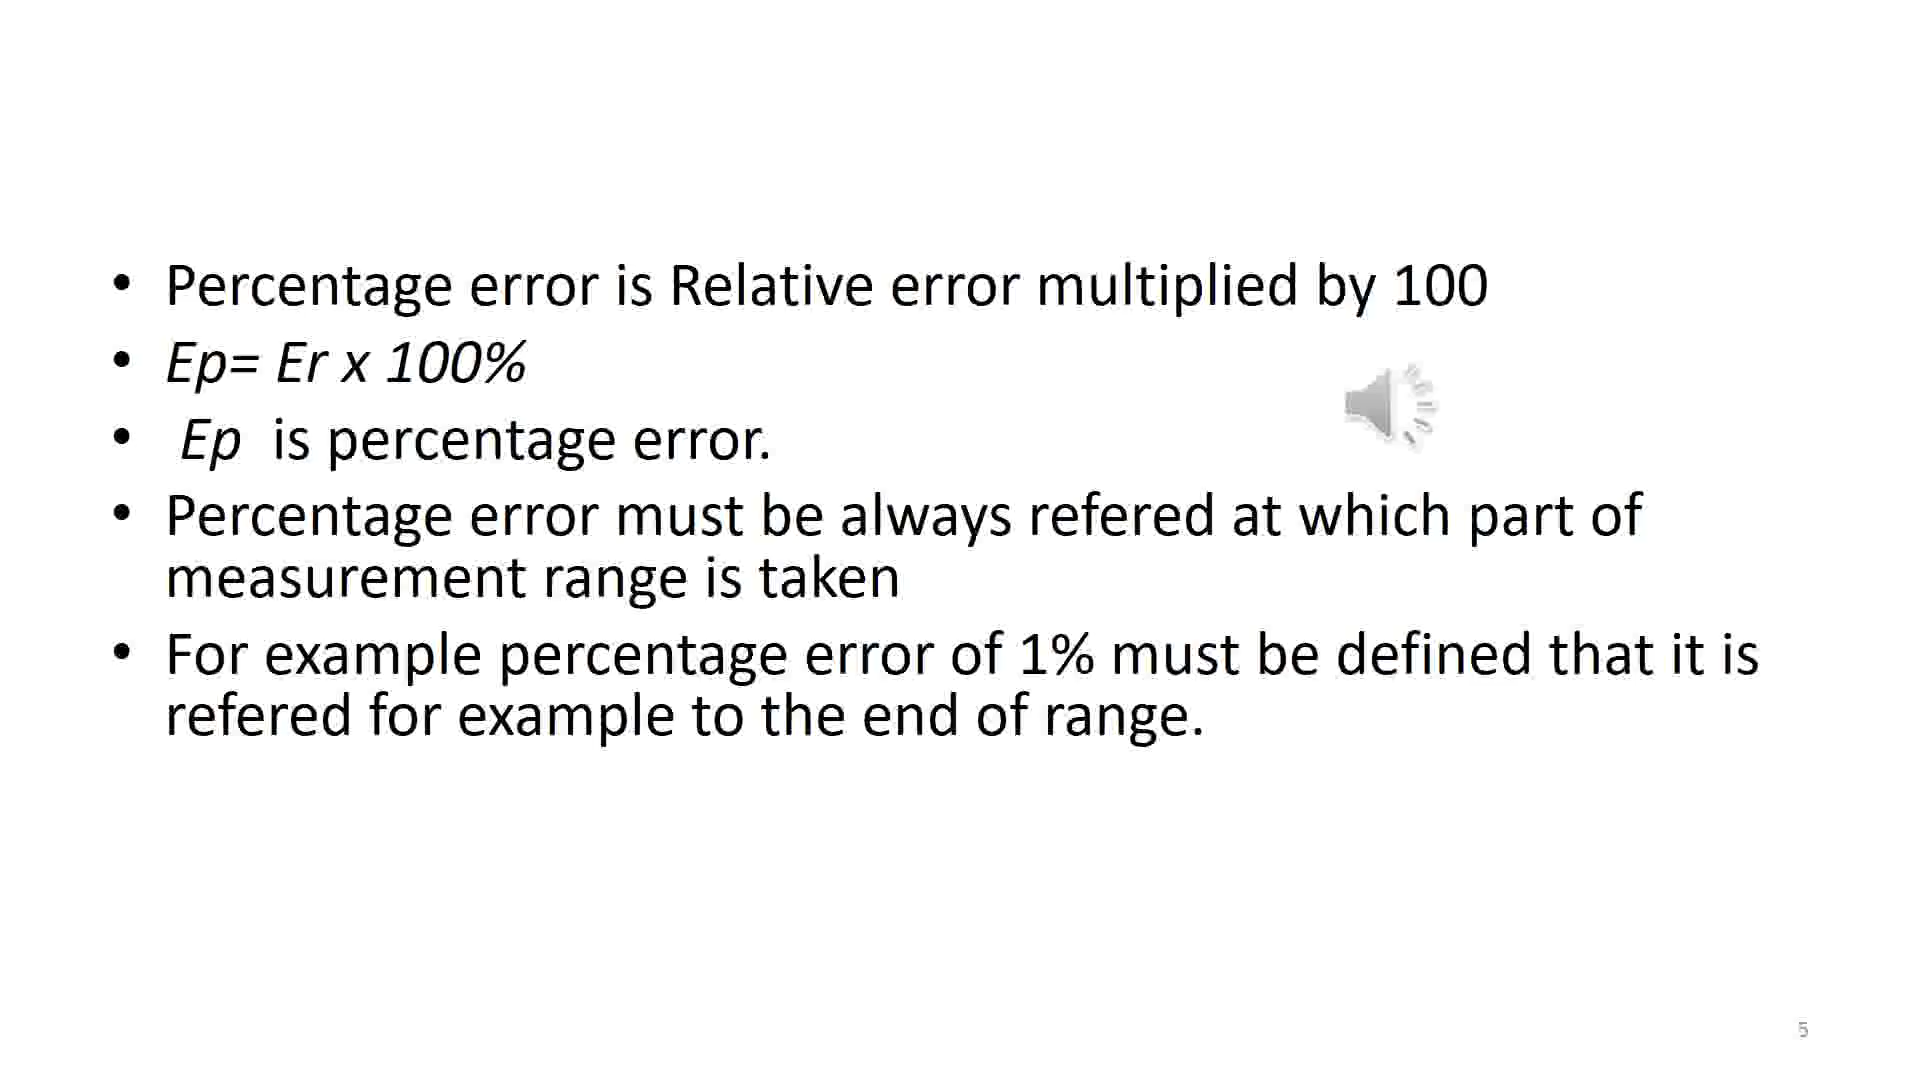 • Percentage error is Relative error multiplied by 100
• Ep= Er x 100%
• Ep is percentage error.
• Percentage error must be always refered at which part of
measurement range is taken
• For example percentage error of 1% must be defined that it is
refered for example to the end of range.
5